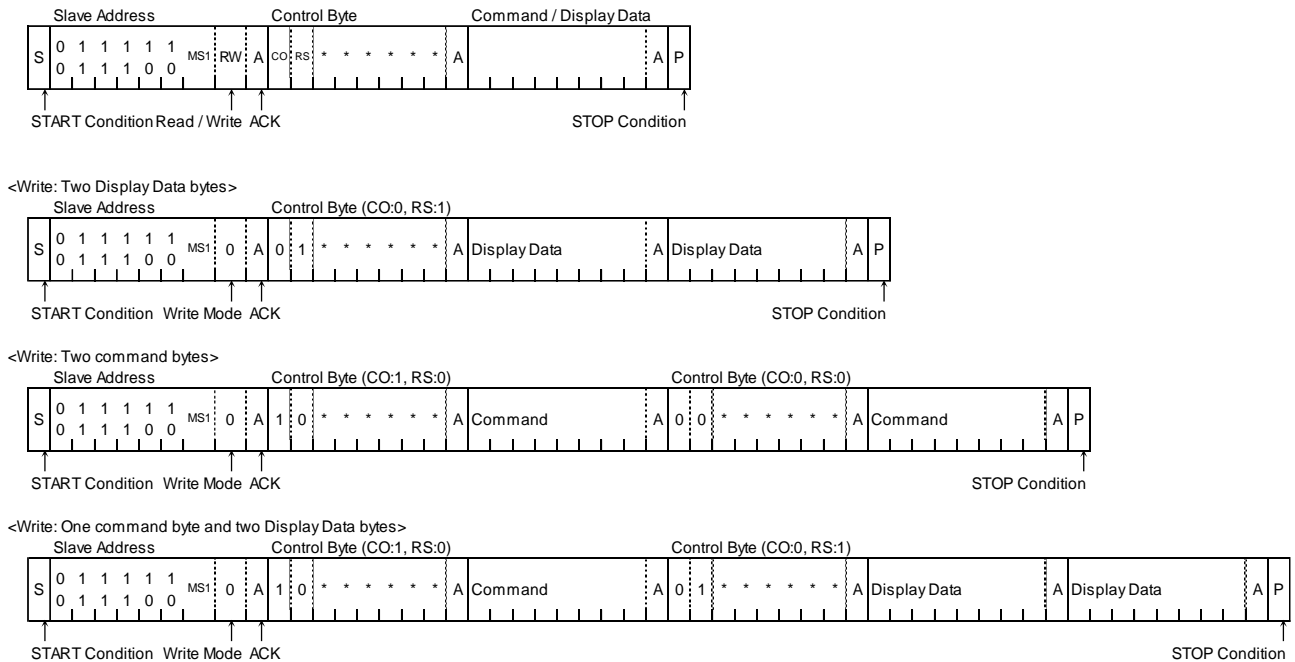 Slave Address Control Byte Command / Display Data
S 0 1 1 1 1 1 MS1 RW A CO RS * * * * * * A A P
0 1 1 1 0 0
START Condition Read / Write ACK STOP Condition
<Write: Two Display Data bytes>
Slave Address Control Byte (CO:0, RS:1)
S 0 1 1 1 1 1 MS1 0 A 0 1 * * * * * * A Display Data A Display Data A P
0 1 1 1 0 0
START Condition Write Mode ACK STOP Condition
<Write: Two command bytes>
Slave Address Control Byte (CO:1, RS:0) Control Byte (CO:0, RS:0)
S 0 1 1 1 1 1 MS1 0 A 1 0 * * * * * * A Command A 0 0 * * * * * * A Command A P
0 1 1 1 0 0
START Condition Write Mode ACK STOP Condition
<Write: One command byte and two Display Data bytes>
Slave Address Control Byte (CO:1, RS:0) Control Byte (CO:0, RS:1)
S 0 1 1 1 1 1 MS1 0 A 1 0 * * * * * * A Command A 0 1 * * * * * * A Display Data A Display Data A P
0 1 1 1 0 0
START Condition Write Mode ACK STOP Condition